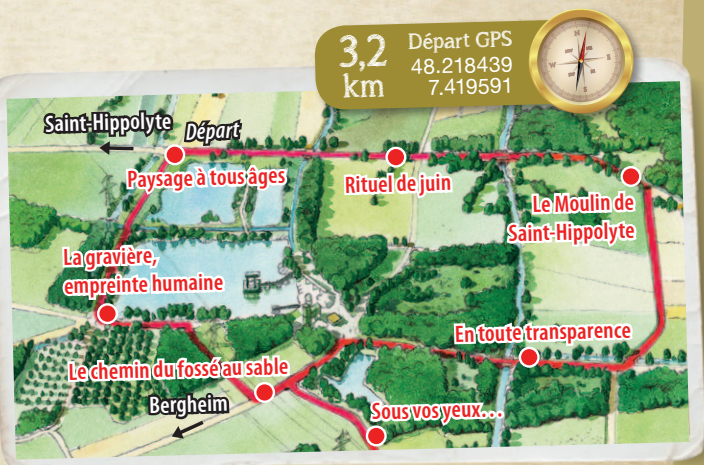 3,2
km
Départ GPS
48.218439
7.419591
Saint-Hippolyte
Départ
Paysage à tous âges
Rituel de juin
Le Moulin de
Saint-Hippolyte
La gravière,
empreinte humaine
En toute transparence
Le chemin du fossé au sable
Bergheim
Sous vos yeux…
N
E
S
W